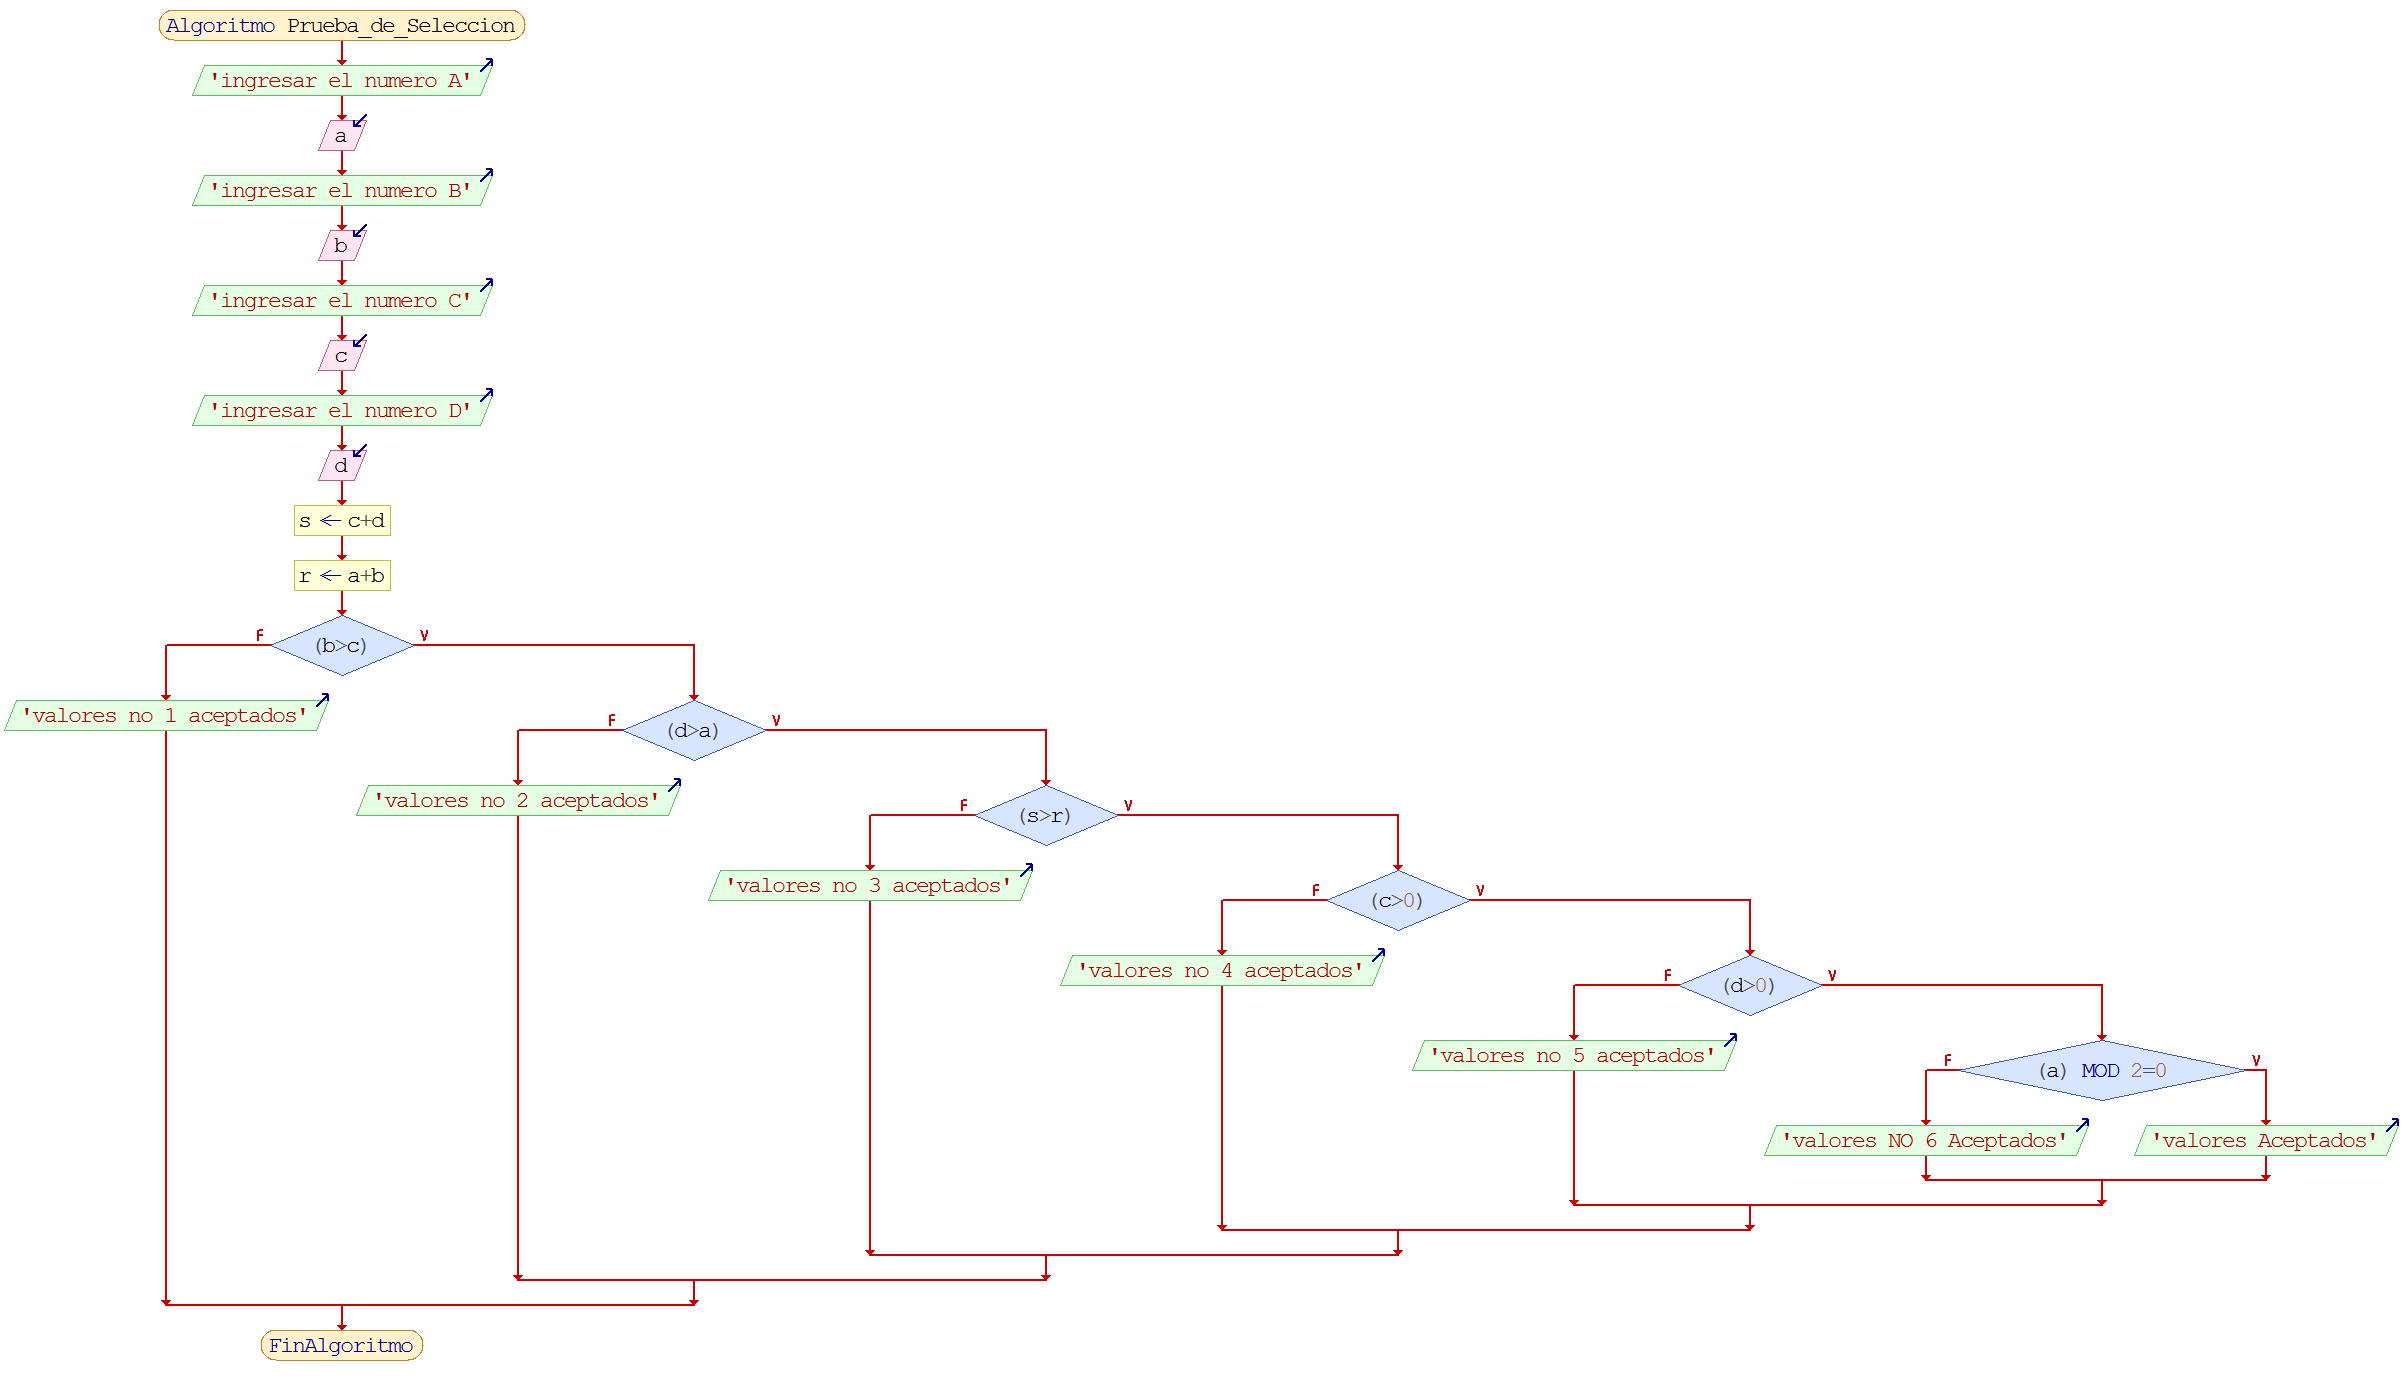 Algoritmo Prueba_de_Seleccion
'ingresar el numero A'
a
'ingresar el numero B'
b
'ingresar el numero C'
c
'ingresar el numero D'
d
s ← c+d
r ← a+b
F
(b>c)
V
'valores no 1 aceptados'
F
(d>a)
V
'valores no 2 aceptados'
F
(s>r)
V
'valores no 3 aceptados'
F
(c>0)
V
'valores no 4 aceptados'
F
(d>0)
V
'valores no 5 aceptados'
F
(a) MOD 2=0
V
'valores NO 6 Aceptados'
'valores Aceptados'
FinAlgoritmo